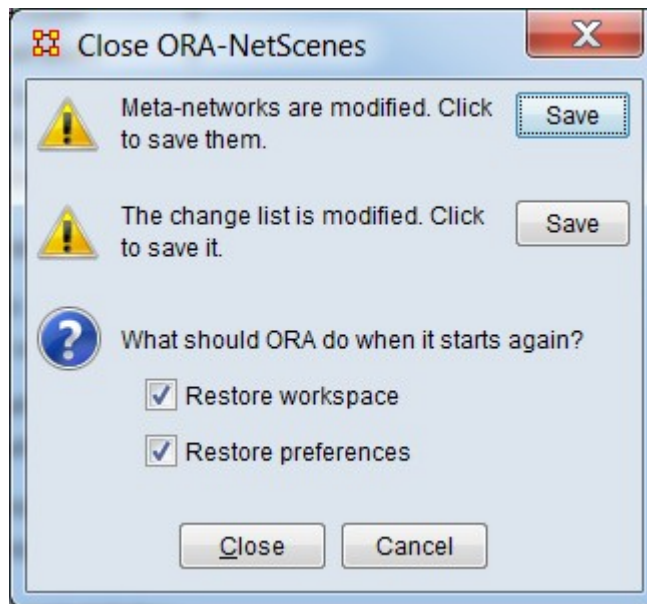 Close ORA-NetScenes
Meta-networks are modified. Click
to save them.
Save
The change list is modified. Click
to save it.
Save
What should ORA do when it starts again?
Restore workspace
Restore preferences
Close
Cancel